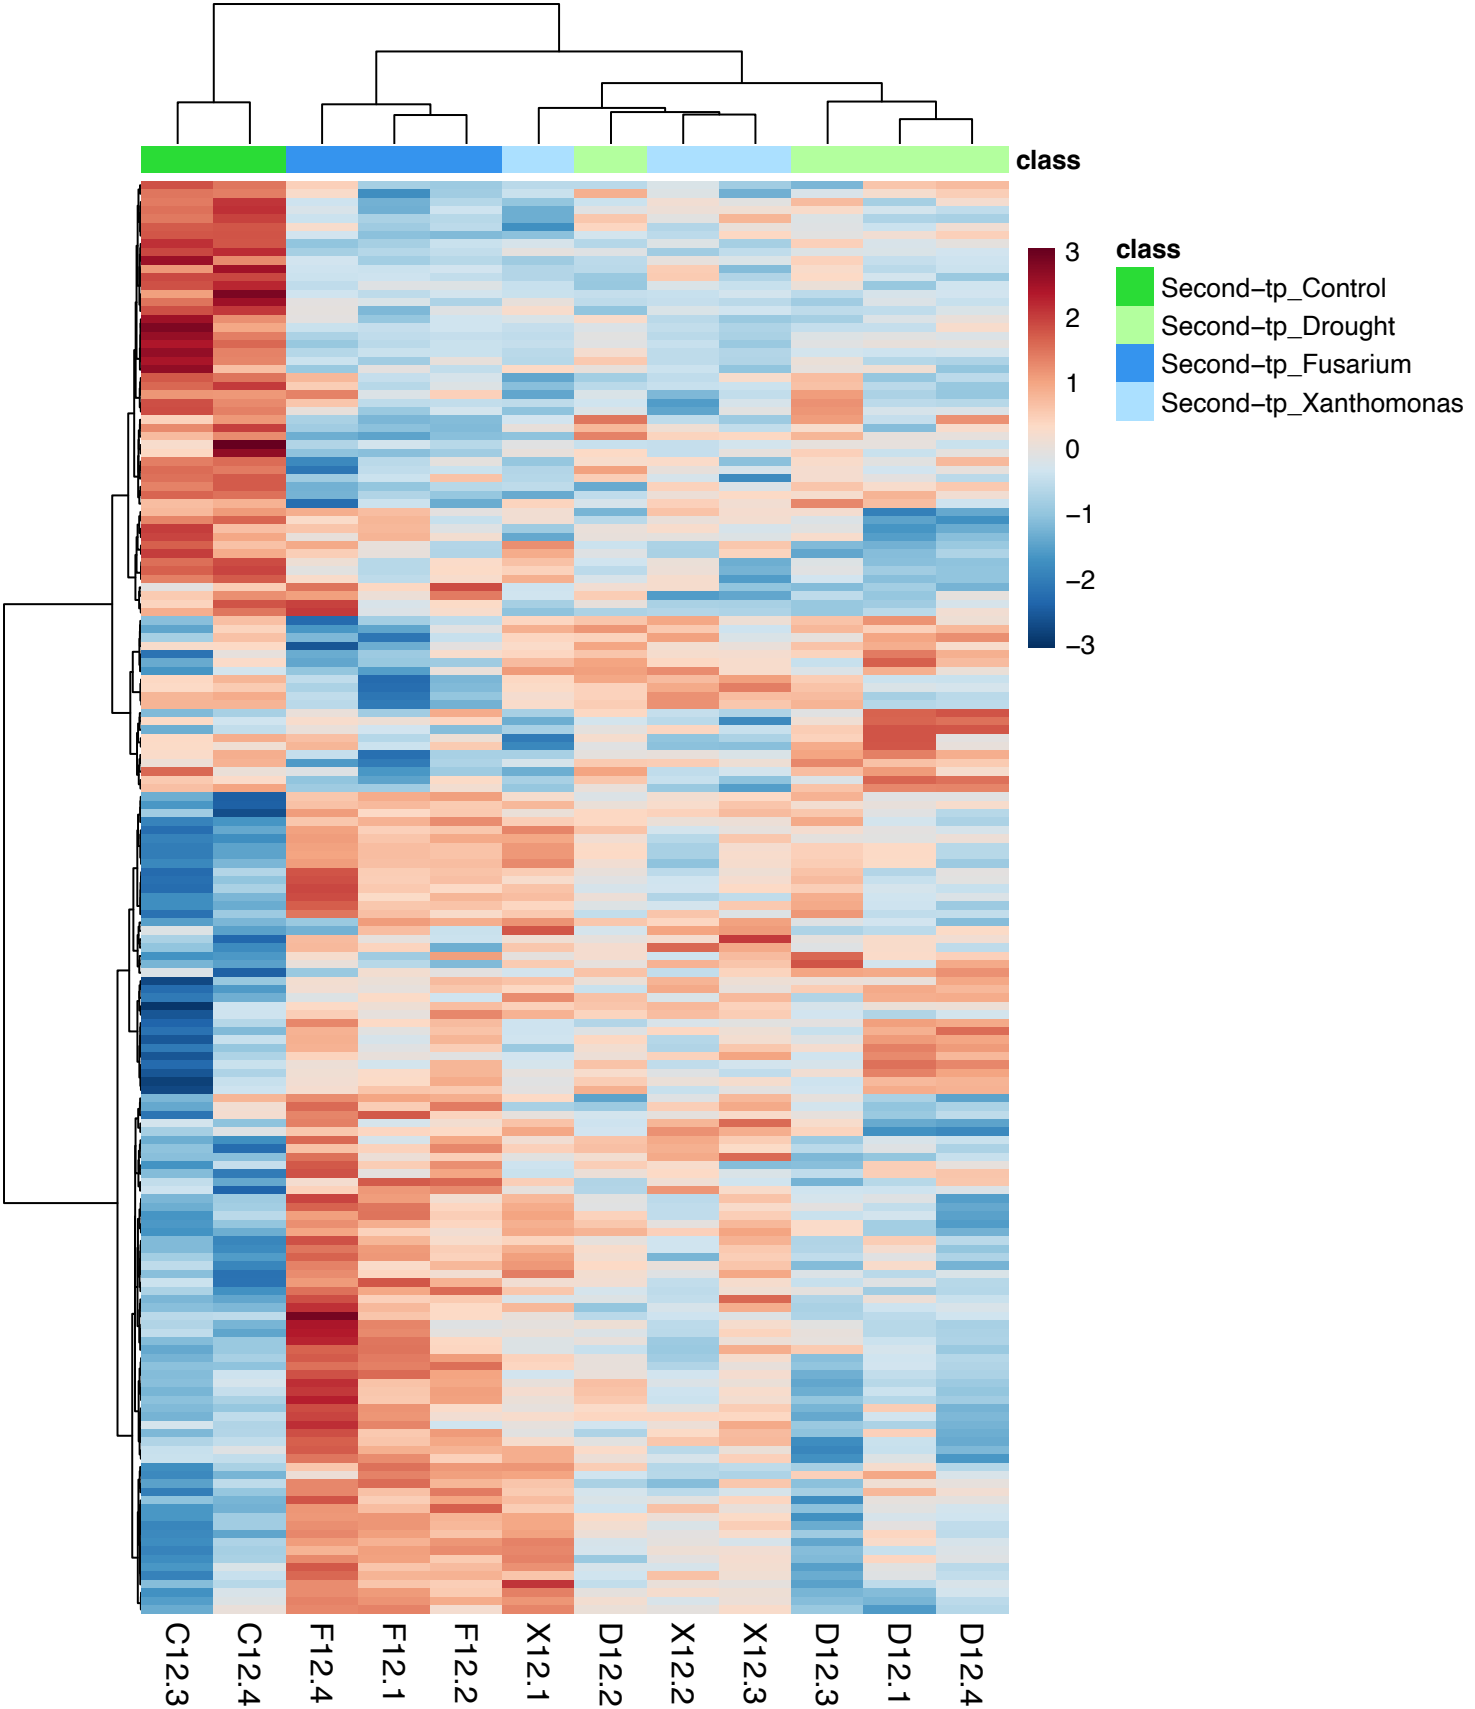 class
3
2
1
0
−1
−2
−3
class
Second−tp_Control
Second−tp_Drought
Second−tp_Fusarium
Second−tp_Xanthomonas
C12.3
C12.4
F12.4
F12.1
F12.2
X12.1
D12.2
X12.2
X12.3
D12.3
D12.1
D12.4